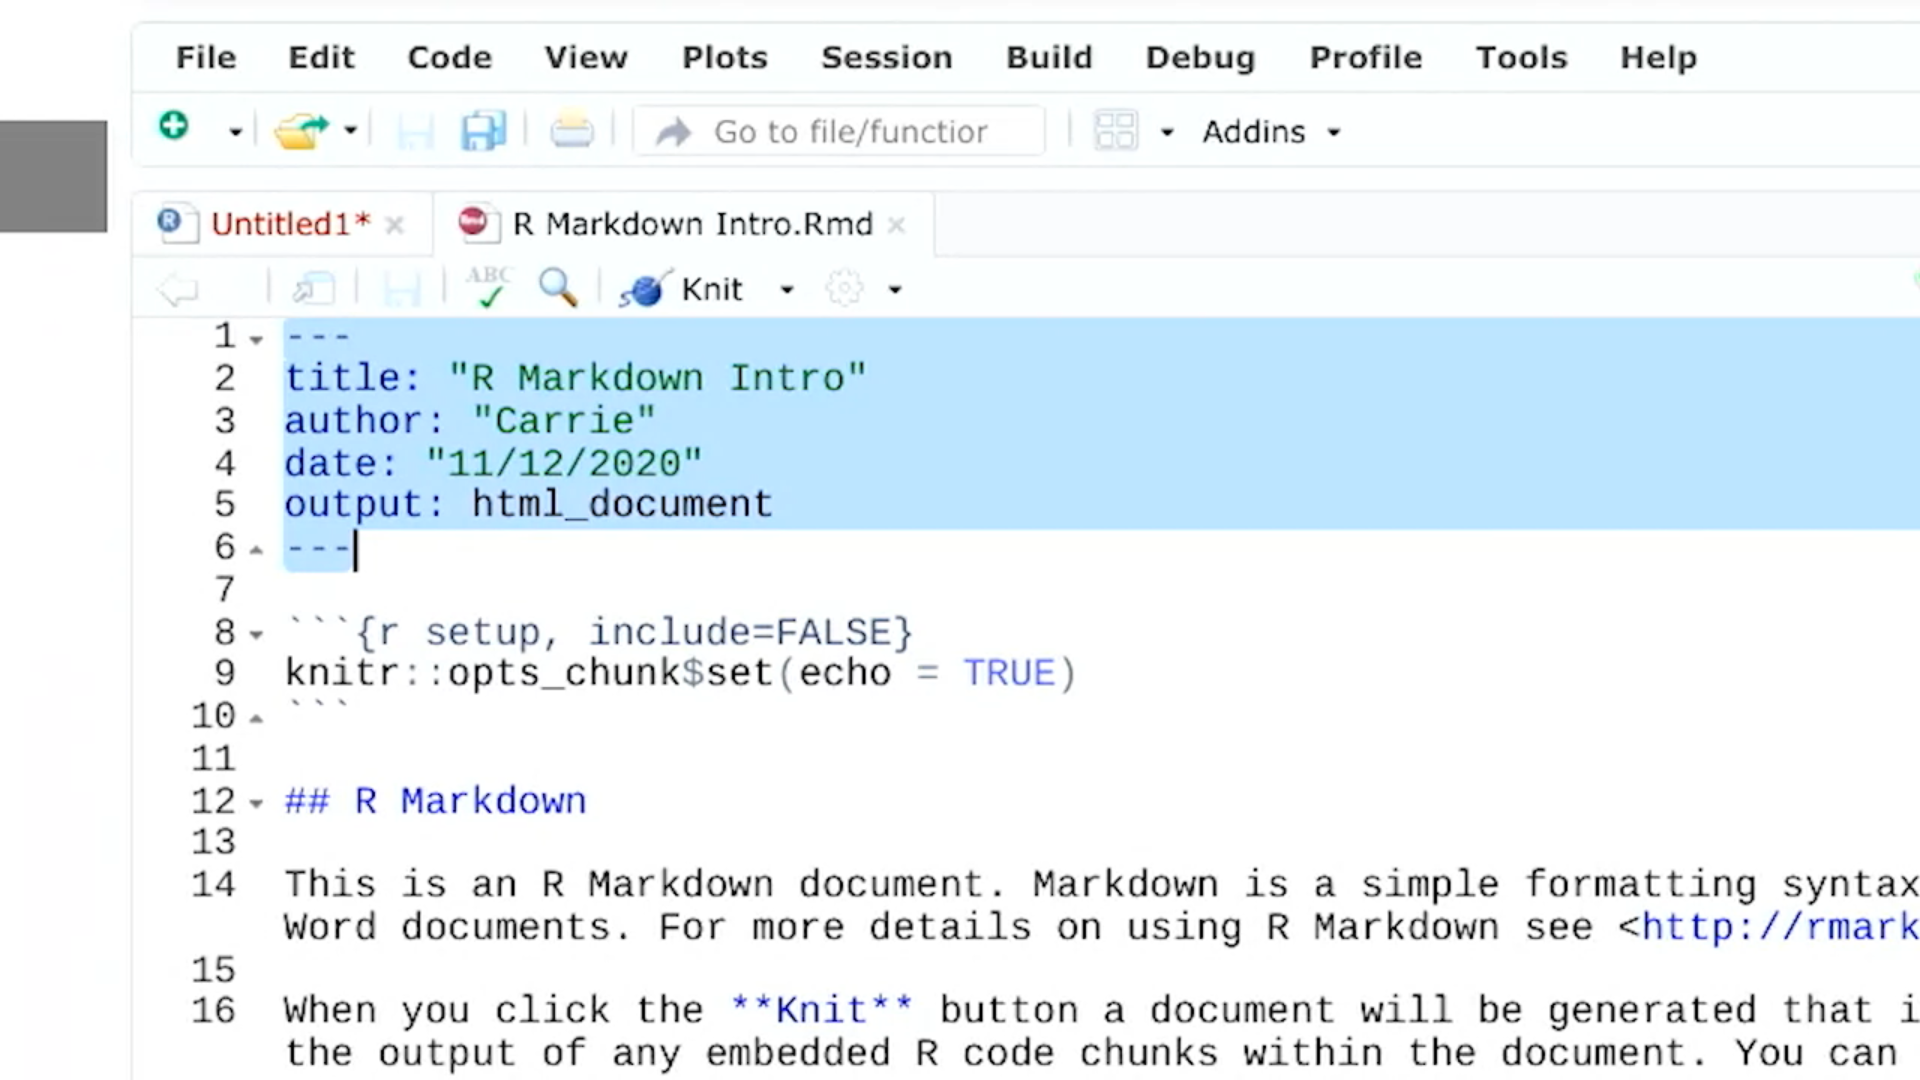 File Edit Code View Plots Session Build Debug Profile Tools Help
Go to file/function Addins
Untitled1* × R Markdown Intro.Rmd ×
ABC Knit
1 ---
2 title: "R Markdown Intro"
3 author: "Carrie"
4 date: "11/12/2020"
5 output: html_document
6 ---
7
8 ```{r setup, include=FALSE}
9 knitr::opts_chunk$set(echo = TRUE)
10 ```
11
12 ## R Markdown
13
14 This is an R Markdown document. Markdown is a simple formatting syntax
Word documents. For more details on using R Markdown see <http://rmark
15
16 When you click the **Knit** button a document will be generated that i
the output of any embedded R code chunks within the document. You can